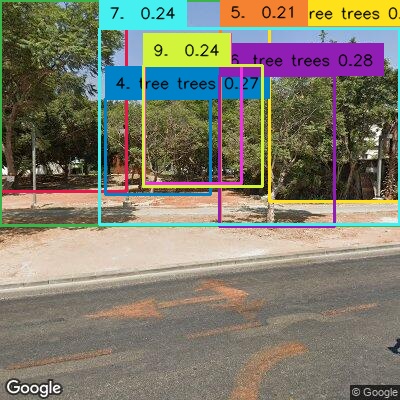 7. 0.24
5. 0.21
ree trees 0.
9. 0.24
6. tree trees 0.28
4. tree trees 0.27
Google
© Google